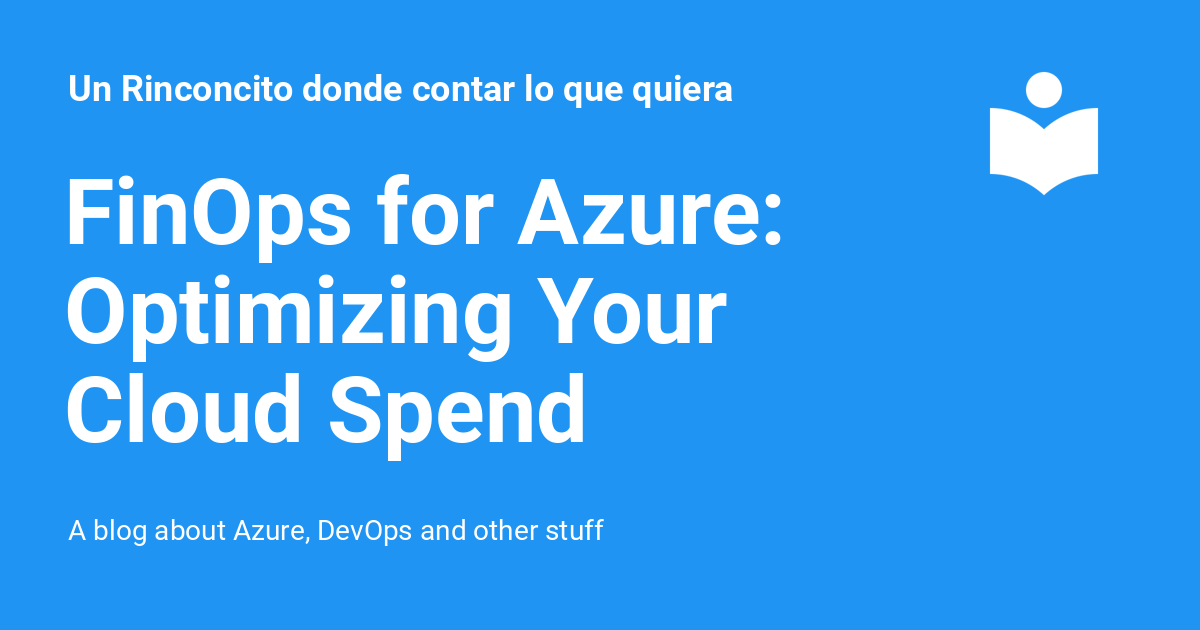 Un Rinconcito donde contar lo que quiera
FinOps for Azure:
Optimizing Your
Cloud Spend
A blog about Azure, DevOps and other stuff